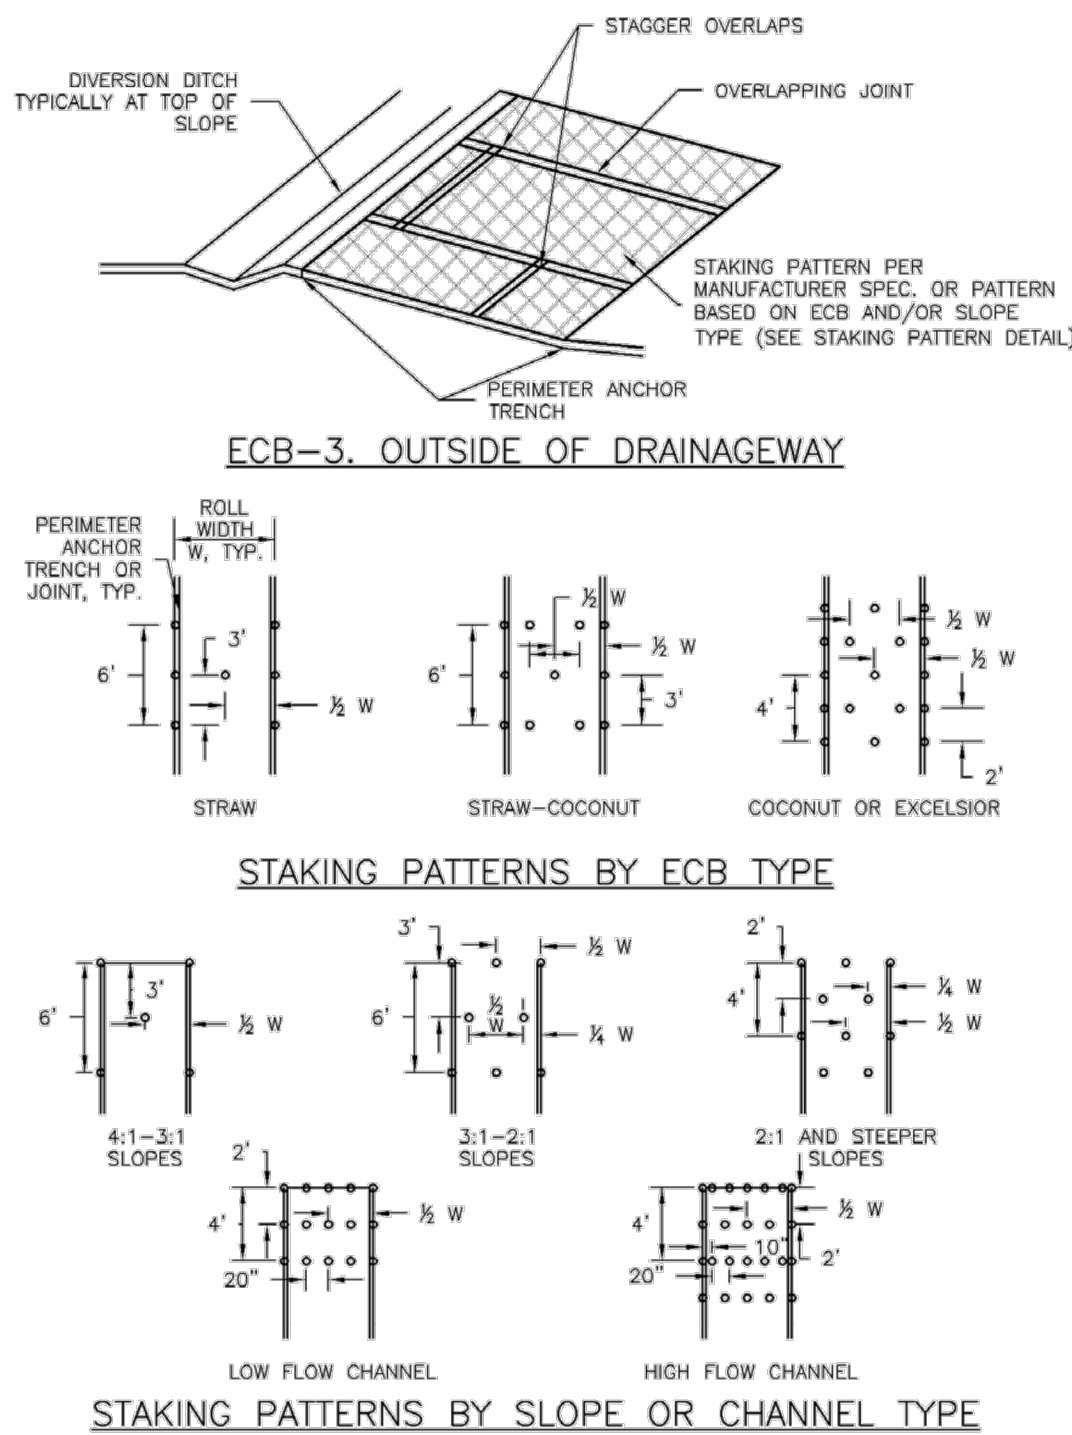 STAGGER OVERLAPS
DIVERSION DITCH
TYPICALLY AT TOP OF
SLOPE
OVERLAPPING JOINT
STAKING PATTERN PER
MANUFACTURER SPEC. OR PATTERN
BASED ON ECB AND/OR SLOPE
TYPE (SEE STAKING PATTERN DETAIL)
PERIMETER ANCHOR
TRENCH
ECB-3. OUTSIDE OF DRAINAGEWAY
PERIMETER
ANCHOR
TRENCH OR
JOINT, TYP.
ROLL
WIDTH
W, TYP.
3'
6'
½ W
STRAW
½ W
½ W
6'
3'
STRAW-COCONUT
½ W
½ W
4'
2'
COCONUT OR EXCELSIOR
STAKING PATTERNS BY ECB TYPE
3'
6'
½ W
4:1-3:1
SLOPES
3'
½ W
6'
½
W
¼ W
3:1-2:1
SLOPES
2'
4'
¼ W
½ W
2:1 AND STEEPER
SLOPES
2'
4'
½ W
20"
LOW FLOW CHANNEL
4'
½ W
10"
2'
20"
HIGH FLOW CHANNEL
STAKING PATTERNS BY SLOPE OR CHANNEL TYPE